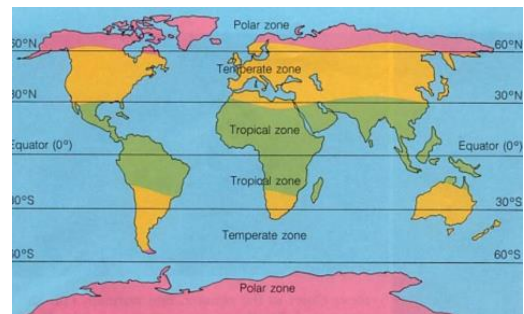 Polar zone
60°N 60°N
Temperate zone
30°N 30°N
Tropical zone
Equator (0°) Equator (0°)
Tropical zone
30°S 30°S
Temperate zone
60°S 60°S
Polar zone